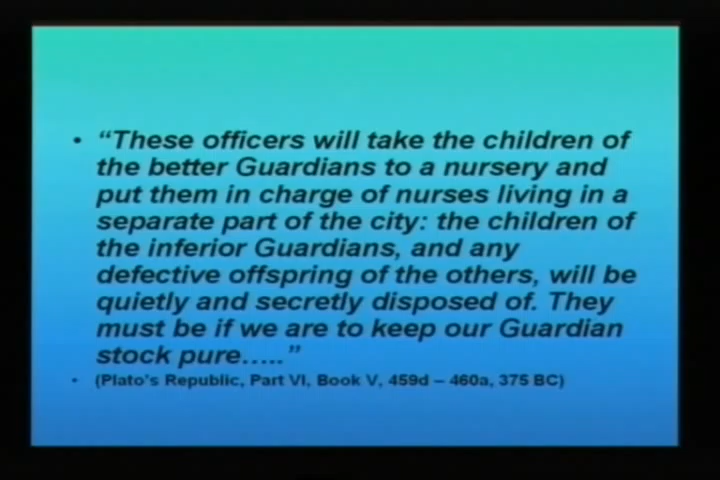 • “These officers will take the children of
the better Guardians to a nursery and
put them in charge of nurses living in a
separate part of the city: the children of
the inferior Guardians, and any
defective offspring of the others, will be
quietly and secretly disposed of. They
must be if we are to keep our Guardian
stock pure…..”
• (Plato's Republic, Part VI, Book V, 459d – 460a, 375 BC)